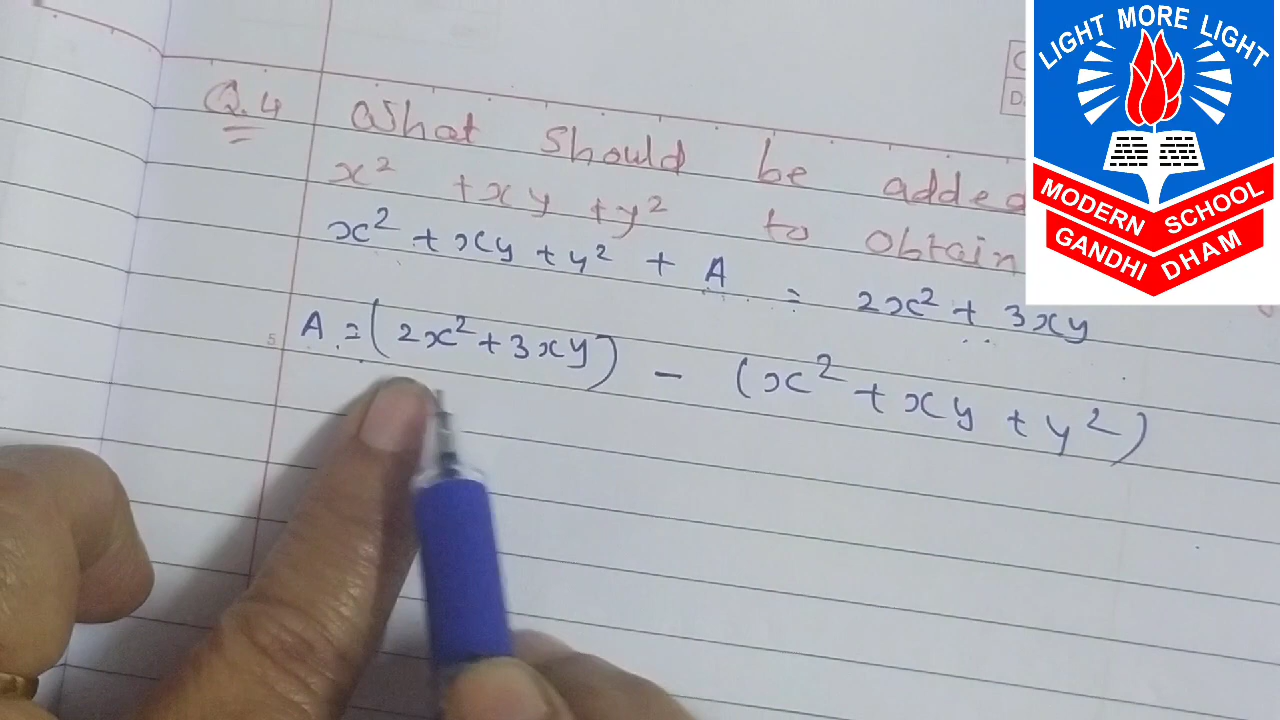 LIGHT MORE LIGHT
MODERN SCHOOL
GANDHI DHAM
Q.4 What should be added
x² + xy + y² to obtain
x² + xy + y² + A = 2x² + 3xy
A = (2x² + 3xy) - (x² + xy + y²)
5